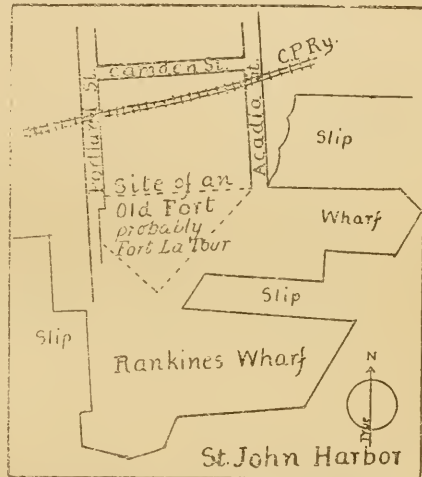 Camden St.
C.P.Ry.
Portland St.
Acadia St.
Slip
Site of an
Old Fort
probably
Fort La Tour
Wharf
Slip
Slip
Rankines Wharf
N
True
St. John Harbor